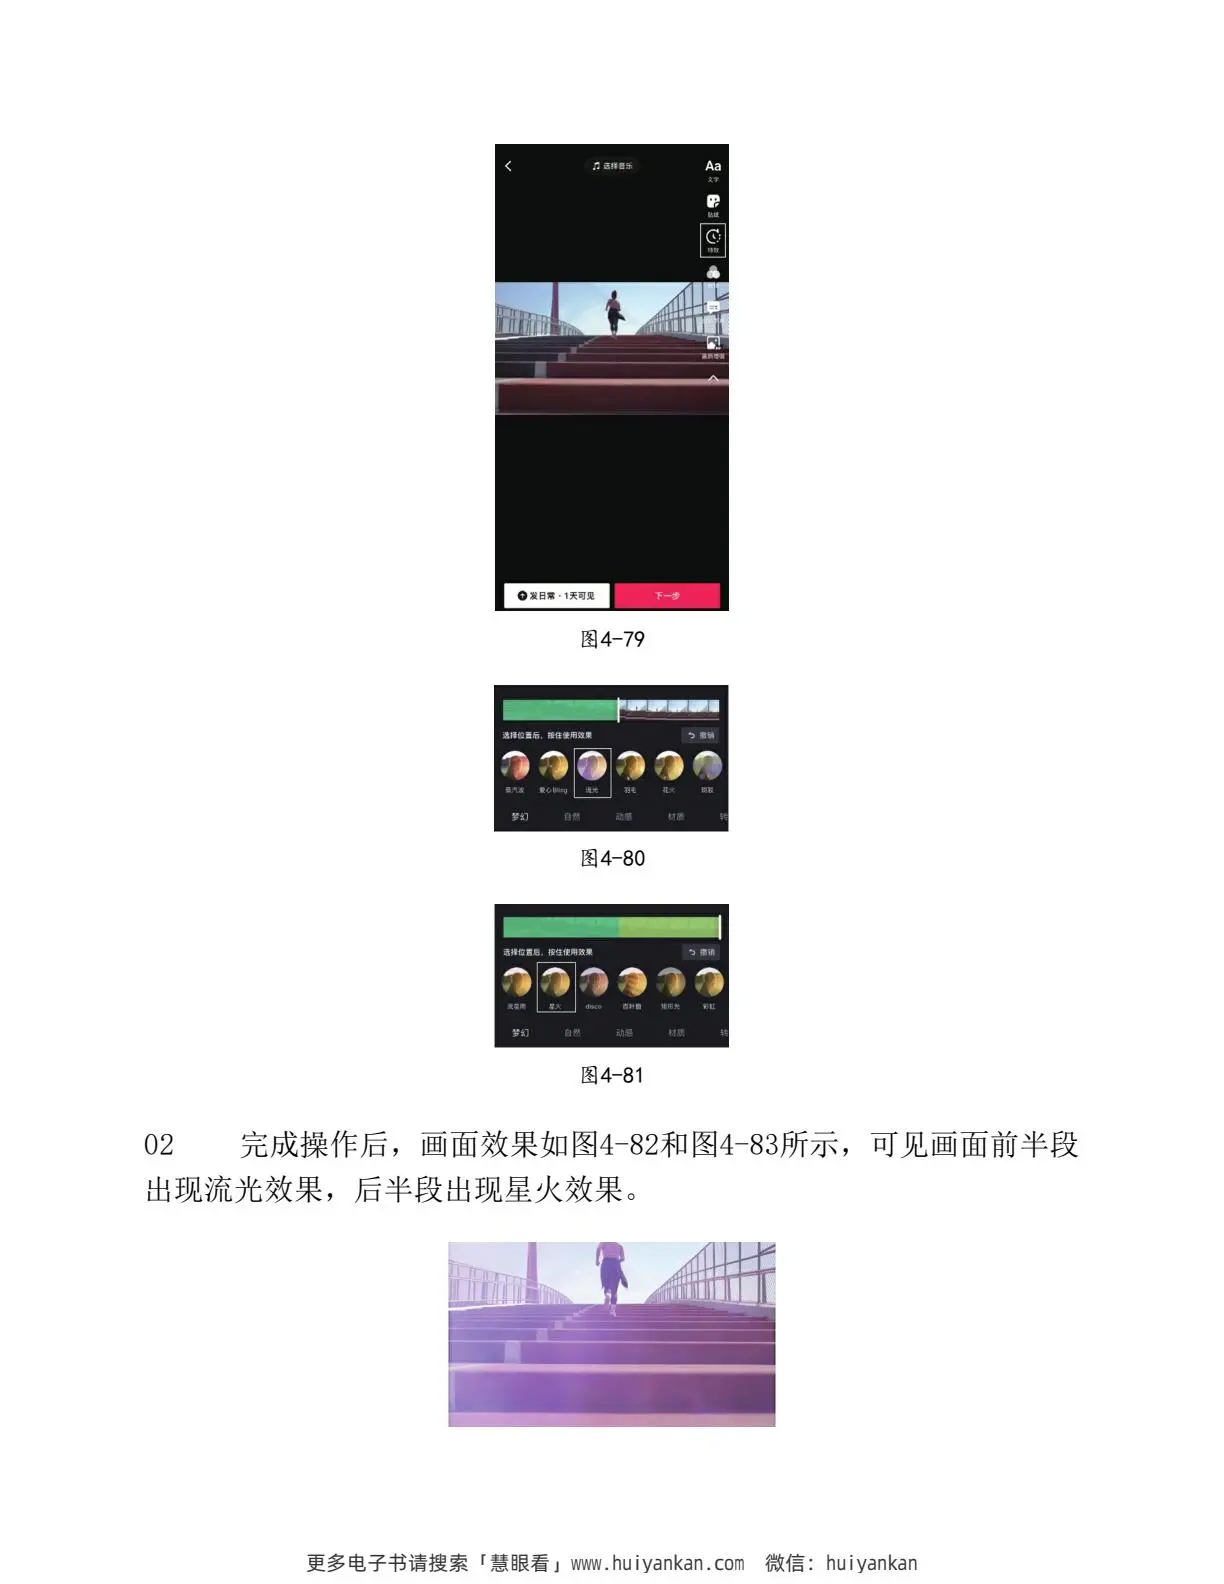 选择音乐
Aa
文字
贴纸
特效
画质增强
发日常·1天可见
下一步
图4-79
选择位置后，按住使用效果
撤销
蒸汽波 爱心Bling 流光 羽毛 花火
梦幻 自然 动感 材质 转
图4-80
选择位置后，按住使用效果
撤销
流星雨 星火 disco 百叶窗 彩虹
梦幻 自然 动感 材质 转
图4-81
02 完成操作后，画面效果如图4-82和图4-83所示，可见画面前半段
出现流光效果，后半段出现星火效果。
更多电子书请搜索「慧眼看」www.huiyankan.com 微信：huiyankan